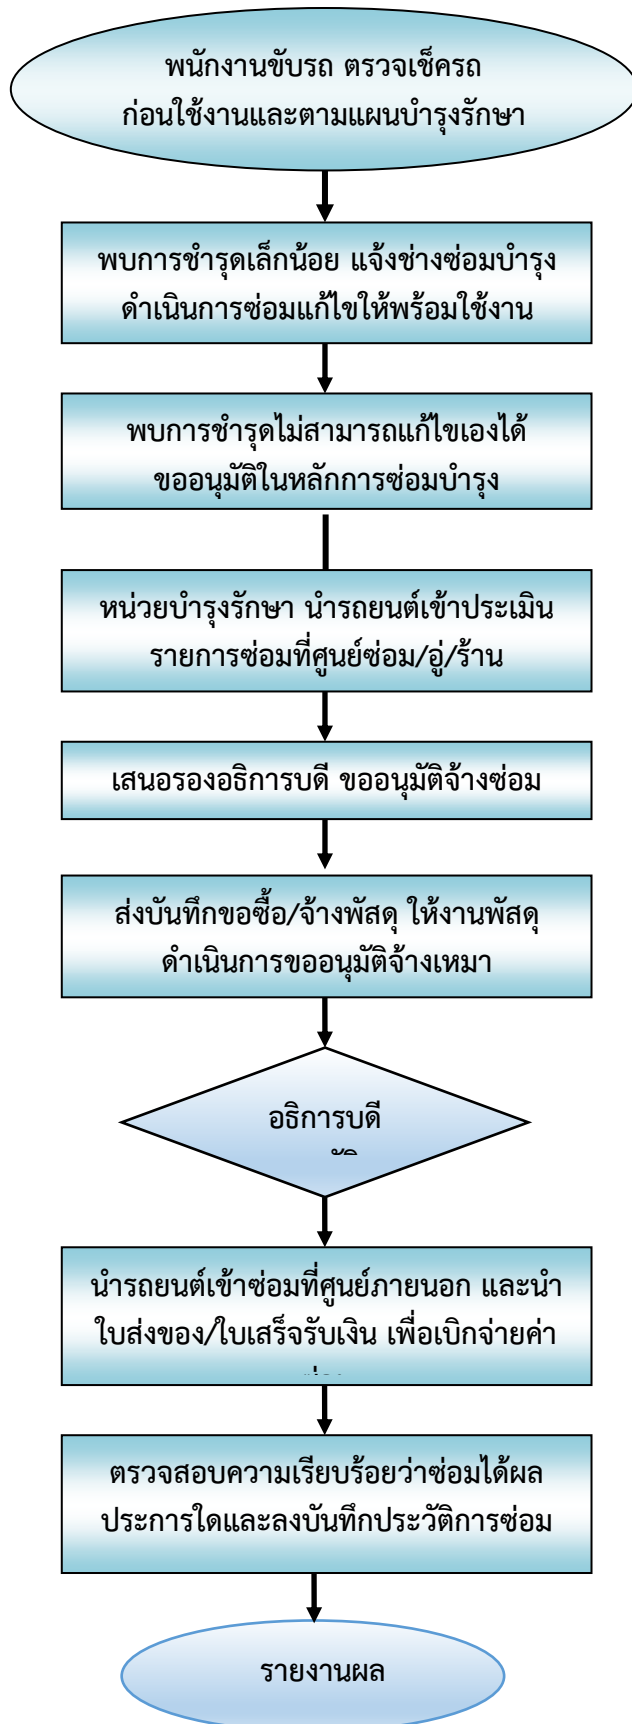 พนักงานขับรถ ตรวจเช็ครถ
ก่อนใช้งานและตามแผนบำรุงรักษา
พบการชำรุดเล็กน้อย แจ้งช่างซ่อมบำรุง
ดำเนินการซ่อมแก้ไขให้พร้อมใช้งาน
พบการชำรุดไม่สามารถแก้ไขเองได้
ขออนุมัติในหลักการซ่อมบำรุง
หน่วยบำรุงรักษา นำรถยนต์เข้าประเมิน
รายการซ่อมที่ศูนย์ซ่อม/อู่/ร้าน
เสนอรองอธิการบดี ขออนุมัติจ้างซ่อม
ส่งบันทึกขอซื้อ/จ้างพัสดุ ให้งานพัสดุ
ดำเนินการขออนุมัติจ้างเหมา
อธิการบดี
นำรถยนต์เข้าซ่อมที่ศูนย์ภายนอก และนำ
ใบส่งของ/ใบเสร็จรับเงิน เพื่อเบิกจ่ายค่า
ตรวจสอบความเรียบร้อยว่าซ่อมได้ผล
ประการใดและลงบันทึกประวัติการซ่อม
รายงานผล